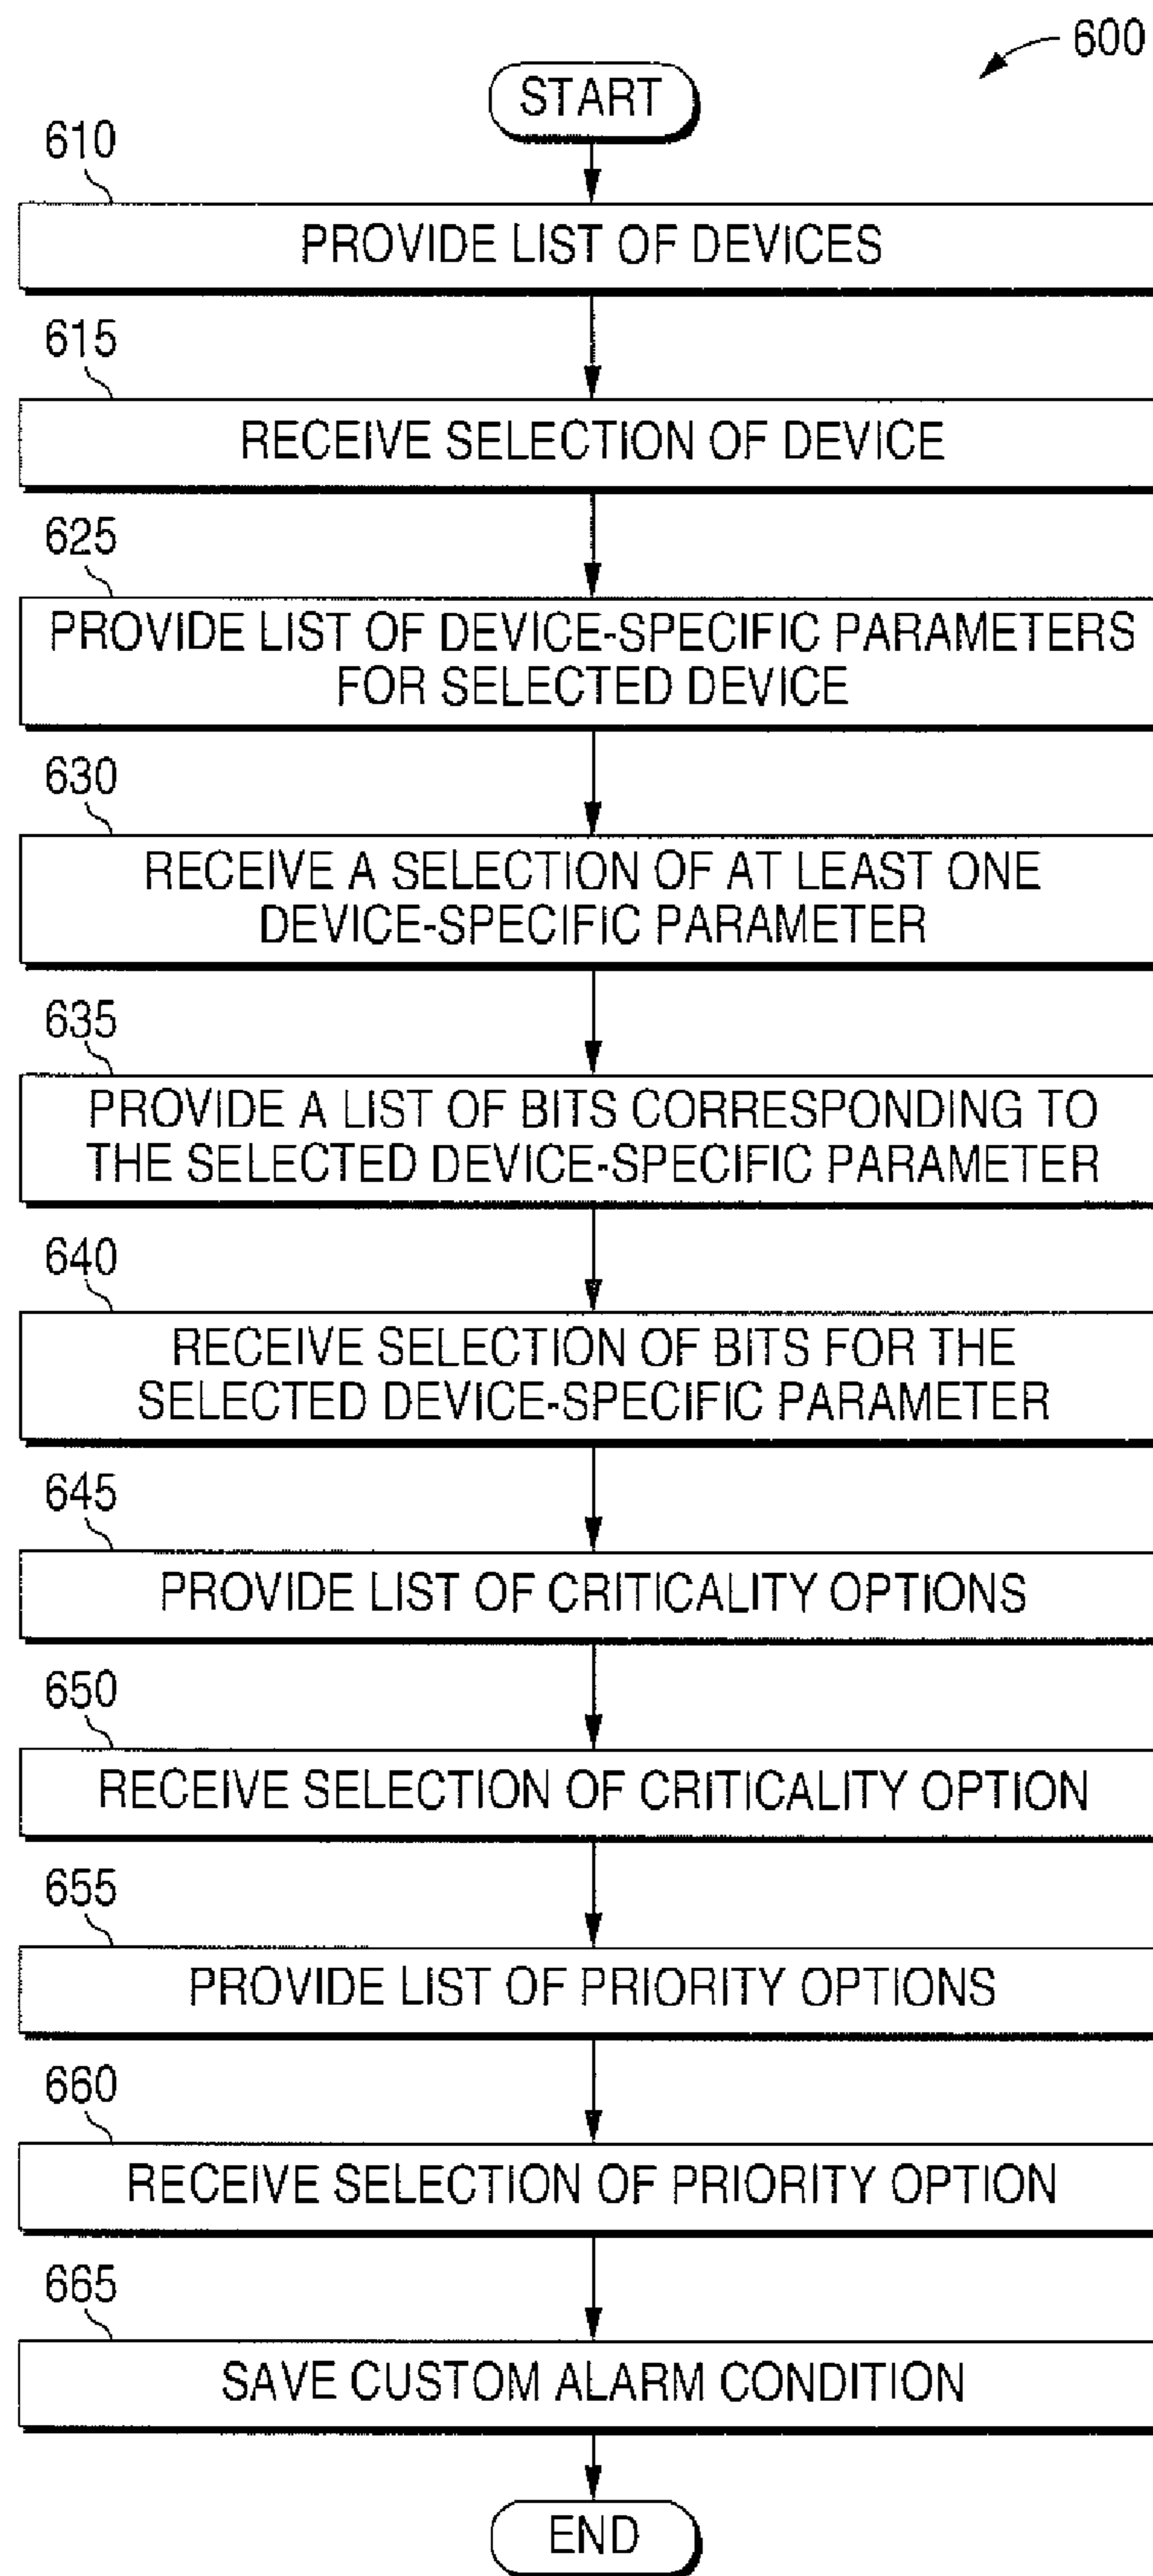 600
START
610
PROVIDE LIST OF DEVICES
615
RECEIVE SELECTION OF DEVICE
625
PROVIDE LIST OF DEVICE-SPECIFIC PARAMETERS
FOR SELECTED DEVICE
630
RECEIVE A SELECTION OF AT LEAST ONE
DEVICE-SPECIFIC PARAMETER
635
PROVIDE A LIST OF BITS CORRESPONDING TO
THE SELECTED DEVICE-SPECIFIC PARAMETER
640
RECEIVE SELECTION OF BITS FOR THE
SELECTED DEVICE-SPECIFIC PARAMETER
645
PROVIDE LIST OF CRITICALITY OPTIONS
650
RECEIVE SELECTION OF CRITICALITY OPTION
655
PROVIDE LIST OF PRIORITY OPTIONS
660
RECEIVE SELECTION OF PRIORITY OPTION
665
SAVE CUSTOM ALARM CONDITION
END